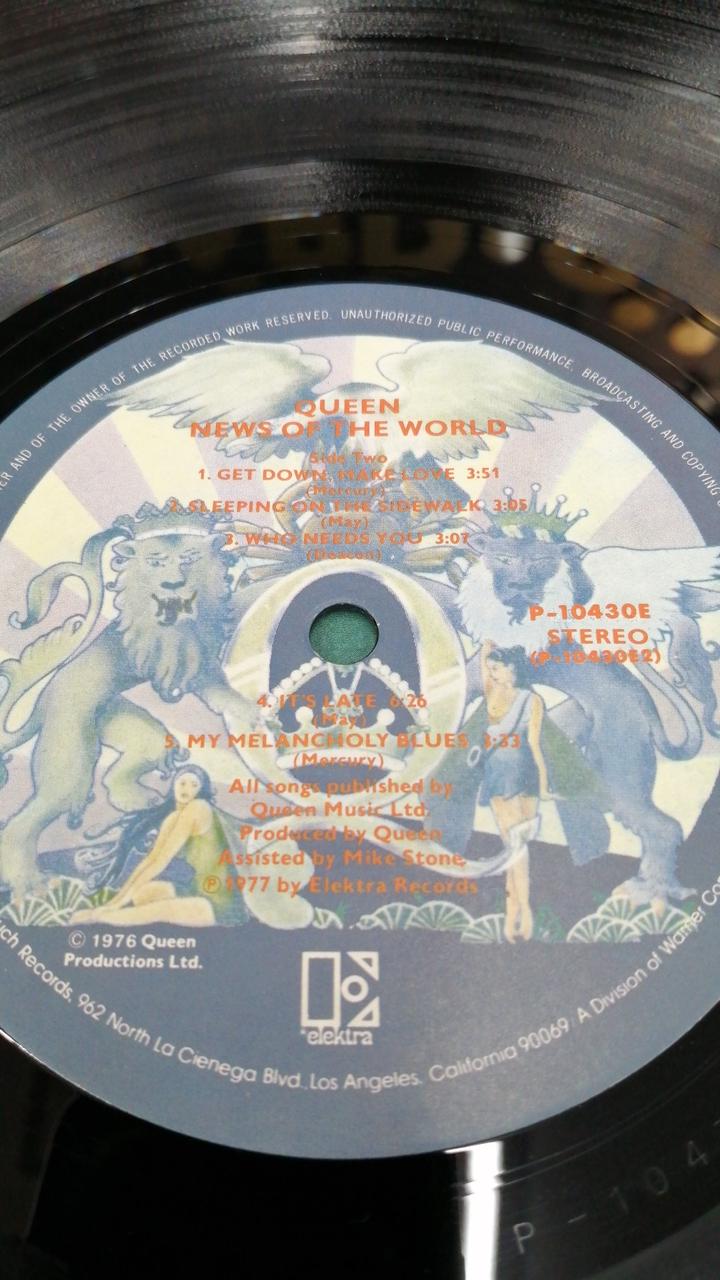 ER AND OF THE OWNER OF THE RECORDED WORK RESERVED. UNAUTHORIZED PUBLIC PERFORMANCE, BROADCASTING AND COPYING
QUEEN
NEWS OF THE WORLD
Side Two
1. GET DOWN, MAKE LOVE 3:51
(Mercury)
2. SLEEPING ON THE SIDEWALK 3:05
(May)
3. WHO NEEDS YOU 3:07
(Deacon)
P-10430E
STEREO
(P-10430E2)
4. IT'S LATE 6:26
(May)
5. MY MELANCHOLY BLUES 3:33
(Mercury)
All songs published by
Queen Music Ltd.
Produced by Queen
Assisted by Mike Stone.
Ⓟ 1977 by Elektra Records
© 1976 Queen
Productions Ltd.
elektra
Records, 962 North La Cienega Blvd., Los Angeles, California 90069 A Division of Warner
P-104